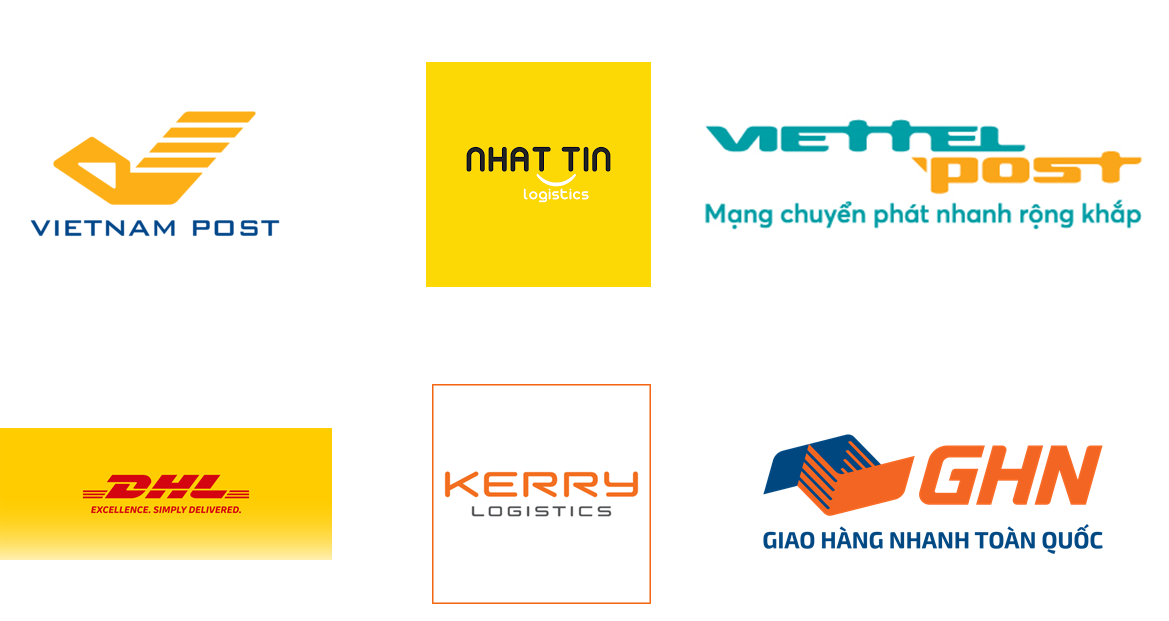 VIETNAM POST
NHAT TIN
logistics
VIETTEL
post
Mạng chuyển phát nhanh rộng khắp
DHL
EXCELLENCE. SIMPLY DELIVERED.
KERRY
LOGISTICS
GHN
GIAO HÀNG NHANH TOÀN QUỐC